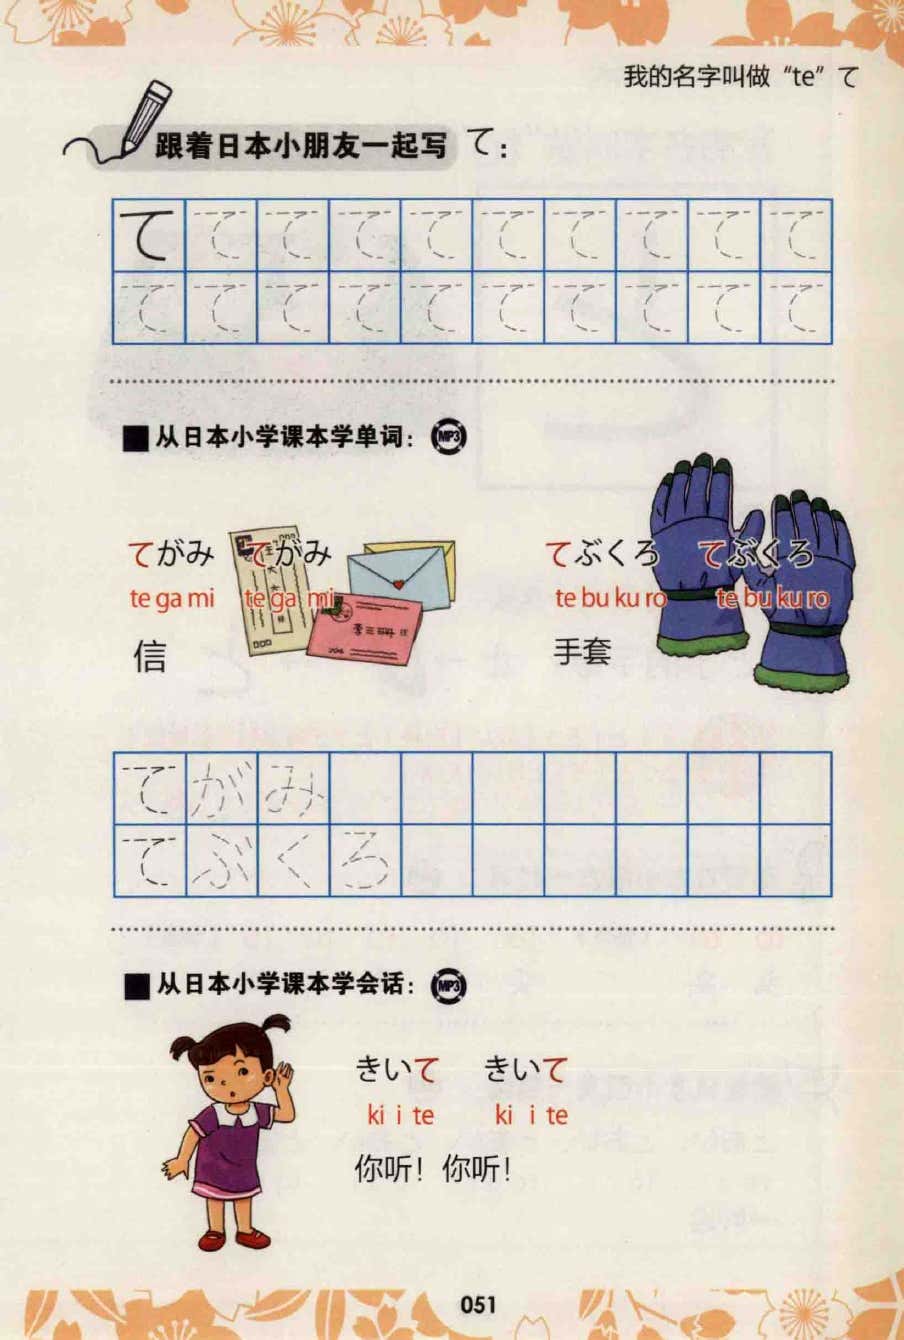 我的名字叫做“te”て
跟着日本小朋友一起写 て：
て て て て て て て て て て
て て て て て て て て て て
■从日本小学课本学单词： MP3
てがみ てがみ
te ga mi te ga mi
信
李三册
てぶくろ てぶくろ
te bu ku ro te bu ku ro
手套
てがみ
てぶくろ
■从日本小学课本学会话： MP3
きいて きいて
ki i te ki i te
你听！你听！
051